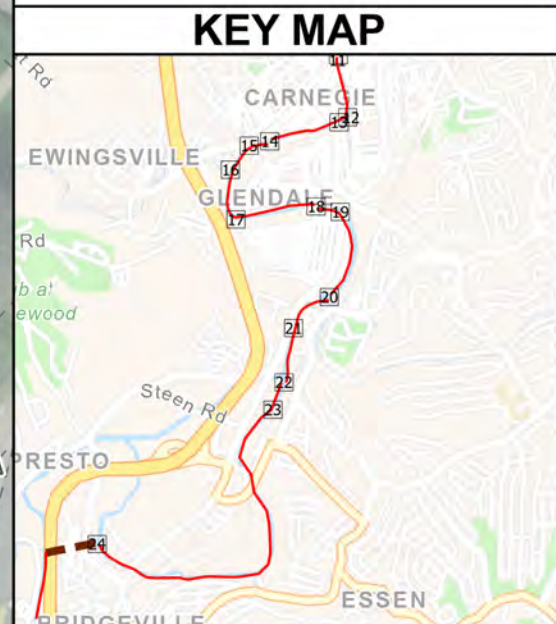 KEY MAP
11
CARNEGIE
12
13
14
15
EWINGSVILLE
16
GLENDALE
17
18
19
Rd
20
21
22
Steen Rd
23
PRESTO
24
ESSEN
BRIDGEVILLE